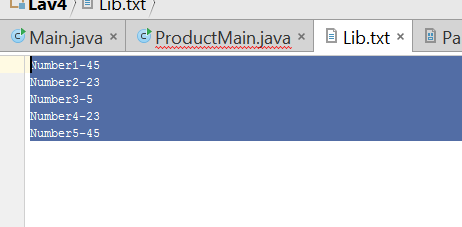 Lav4 Lib.txt
Main.java ProductMain.java Lib.txt Pa
Number1-45
Number2-23
Number3-5
Number4-23
Number5-45